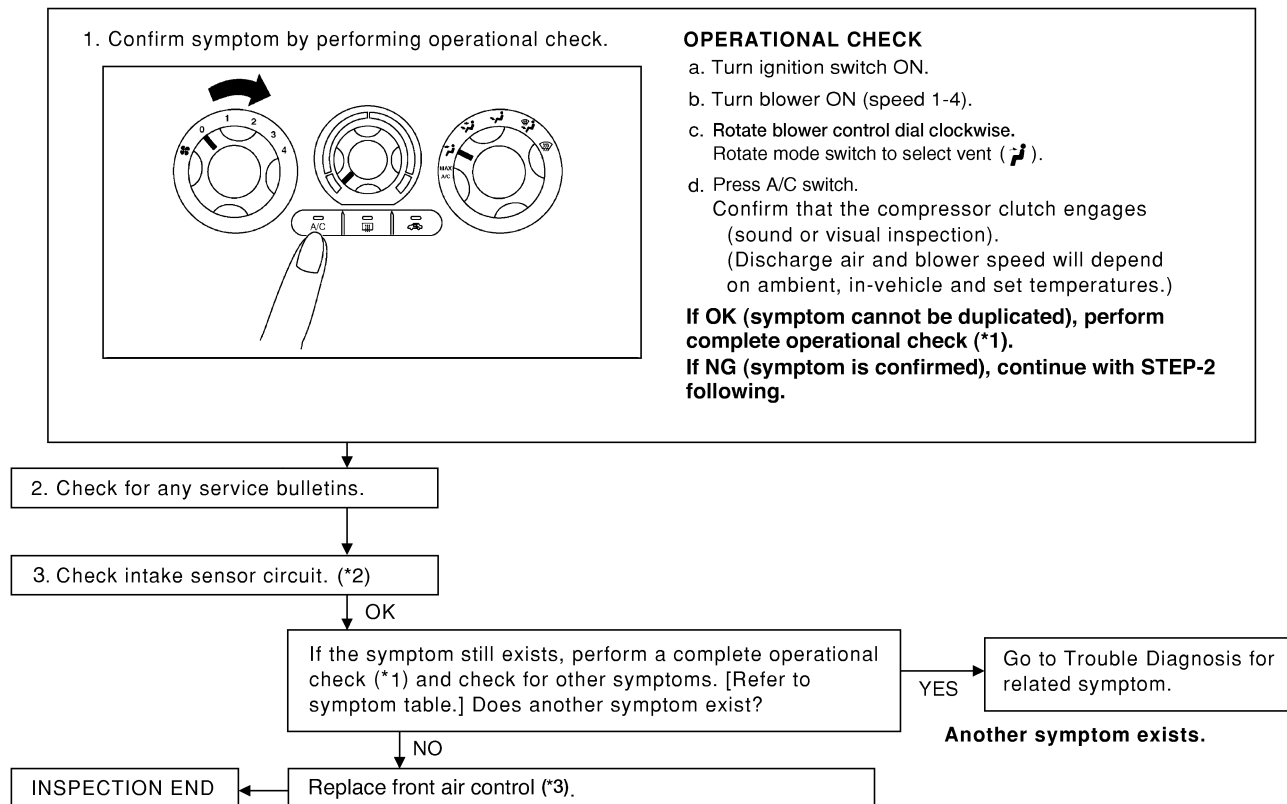 1. Confirm symptom by performing operational check.
0
1
2
3
4
MAX
A/C
A/C
OPERATIONAL CHECK
a. Turn ignition switch ON.
b. Turn blower ON (speed 1-4).
c. Rotate blower control dial clockwise.
Rotate mode switch to select vent ( ).
d. Press A/C switch.
Confirm that the compressor clutch engages
(sound or visual inspection).
(Discharge air and blower speed will depend
on ambient, in-vehicle and set temperatures.)
If OK (symptom cannot be duplicated), perform
complete operational check (*1).
If NG (symptom is confirmed), continue with STEP-2
following.
2. Check for any service bulletins.
3. Check intake sensor circuit. (*2)
OK
If the symptom still exists, perform a complete operational
check (*1) and check for other symptoms. [Refer to
symptom table.] Does another symptom exist?
YES
Go to Trouble Diagnosis for
related symptom.
Another symptom exists.
NO
Replace front air control (*3).
INSPECTION END